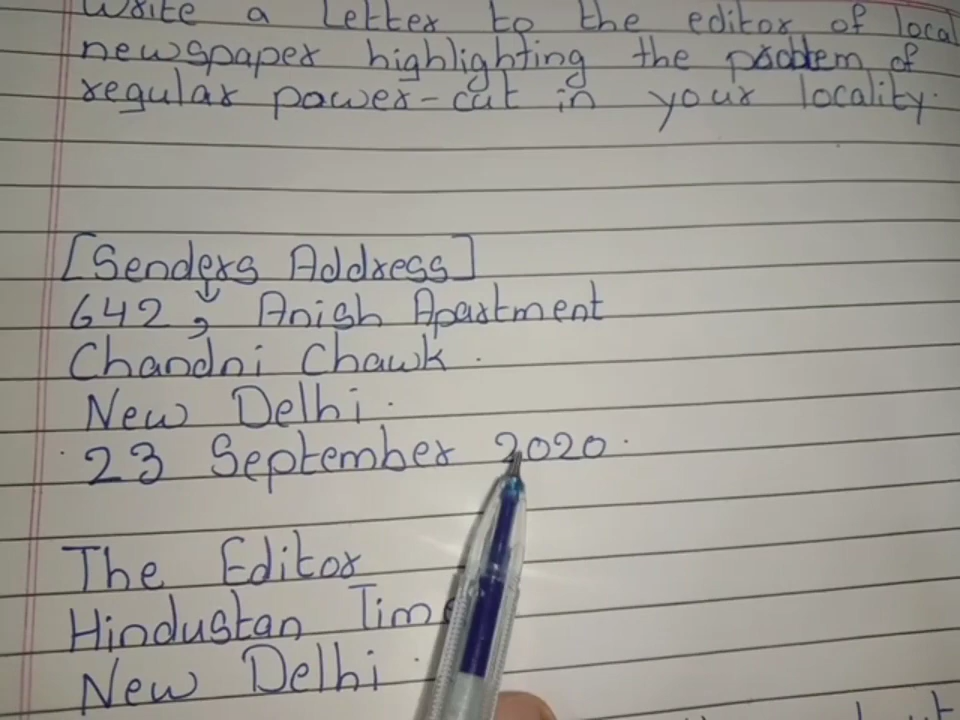 Write a Letter to the editor of local
newspaper highlighting the problem of
regular power-cut in your locality.
[Senders Address]
642, Anish Apartment
Chandni Chawk.
New Delhi.
23 September 2020.
The Editor
Hindustan Tim
New Delhi.